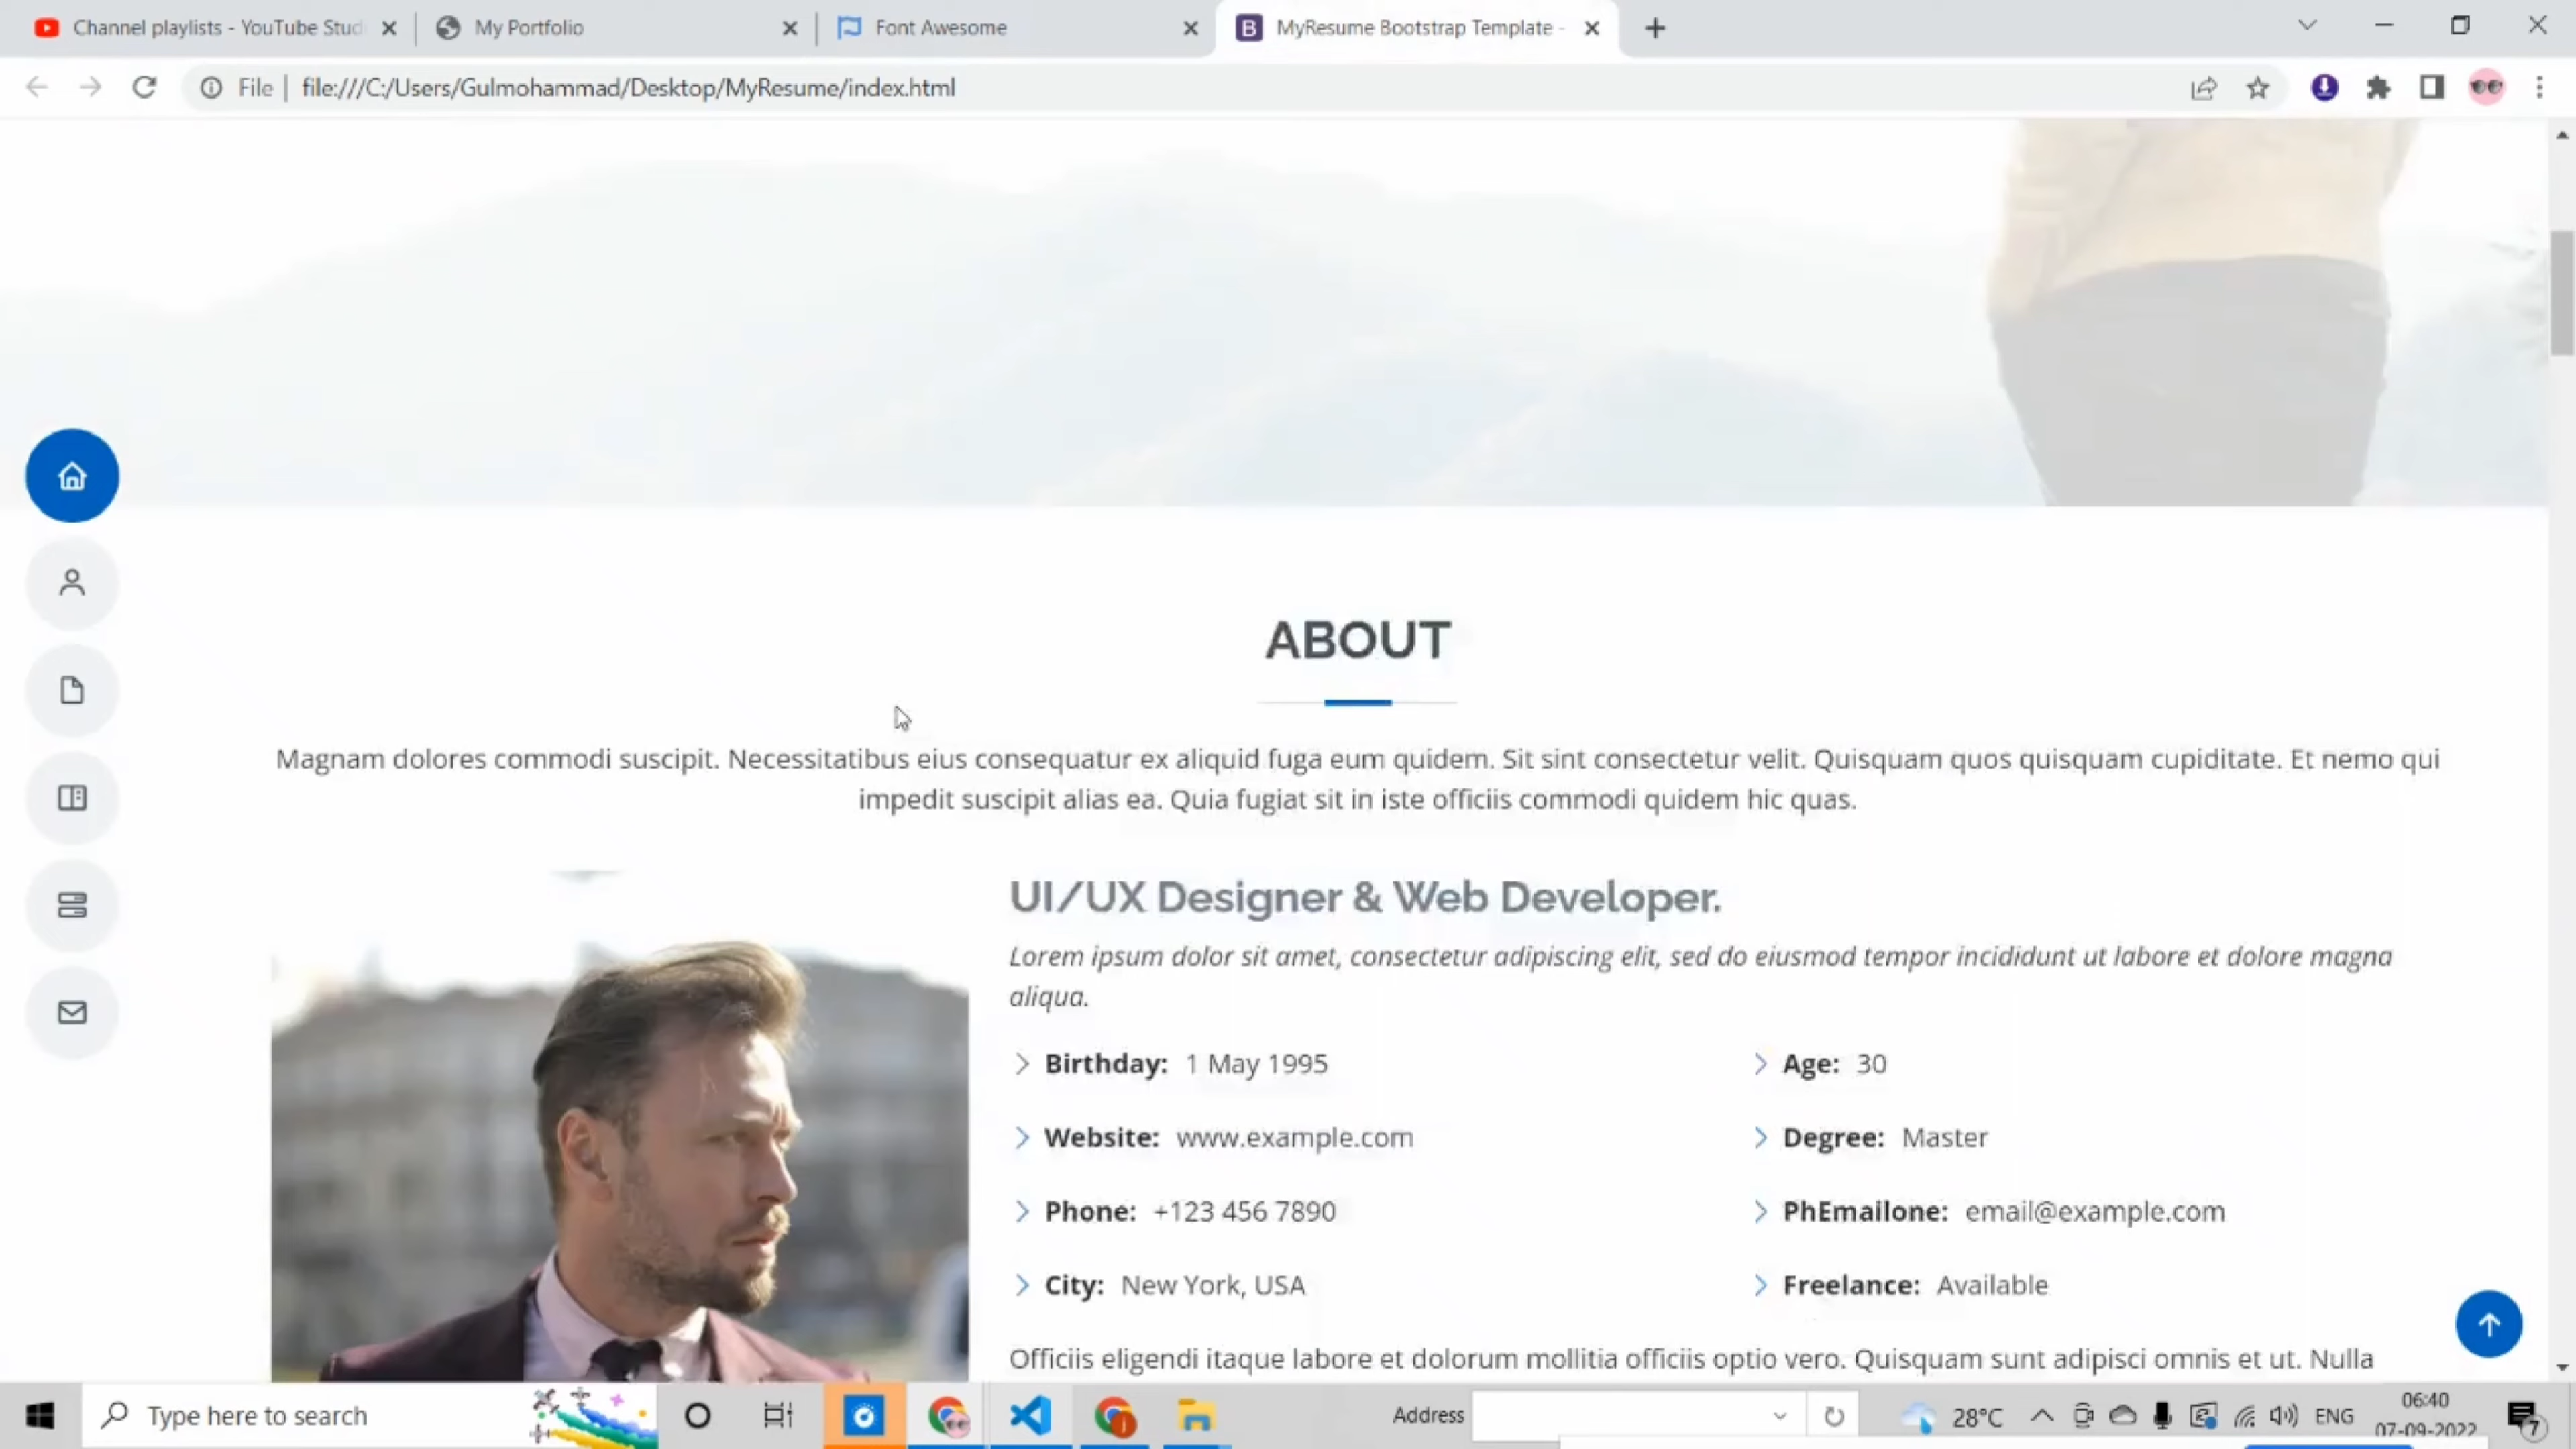 Channel playlists - YouTube Stud
My Portfolio
Font Awesome
MyResume Bootstrap Template -
File
file:///C:/Users/Gulmohammad/Desktop/MyResume/index.html
ABOUT
Magnam dolores commodi suscipit. Necessitatibus eius consequatur ex aliquid fuga eum quidem. Sit sint consectetur velit. Quisquam quos quisquam cupiditate. Et nemo qui
impedit suscipit alias ea. Quia fugiat sit in iste officiis commodi quidem hic quas.
UI/UX Designer & Web Developer.
Lorem ipsum dolor sit amet, consectetur adipiscing elit, sed do eiusmod tempor incididunt ut labore et dolore magna
aliqua.
Birthday: 1 May 1995
Age: 30
Website: www.example.com
Degree: Master
Phone: +123 456 7890
PhEmailone: email@example.com
City: New York, USA
Freelance: Available
Officiis eligendi itaque labore et dolorum mollitia officiis optio vero. Quisquam sunt adipisci omnis et ut. Nulla
Type here to search
Address
28°C
ENG
06:40
07-09-2022
7